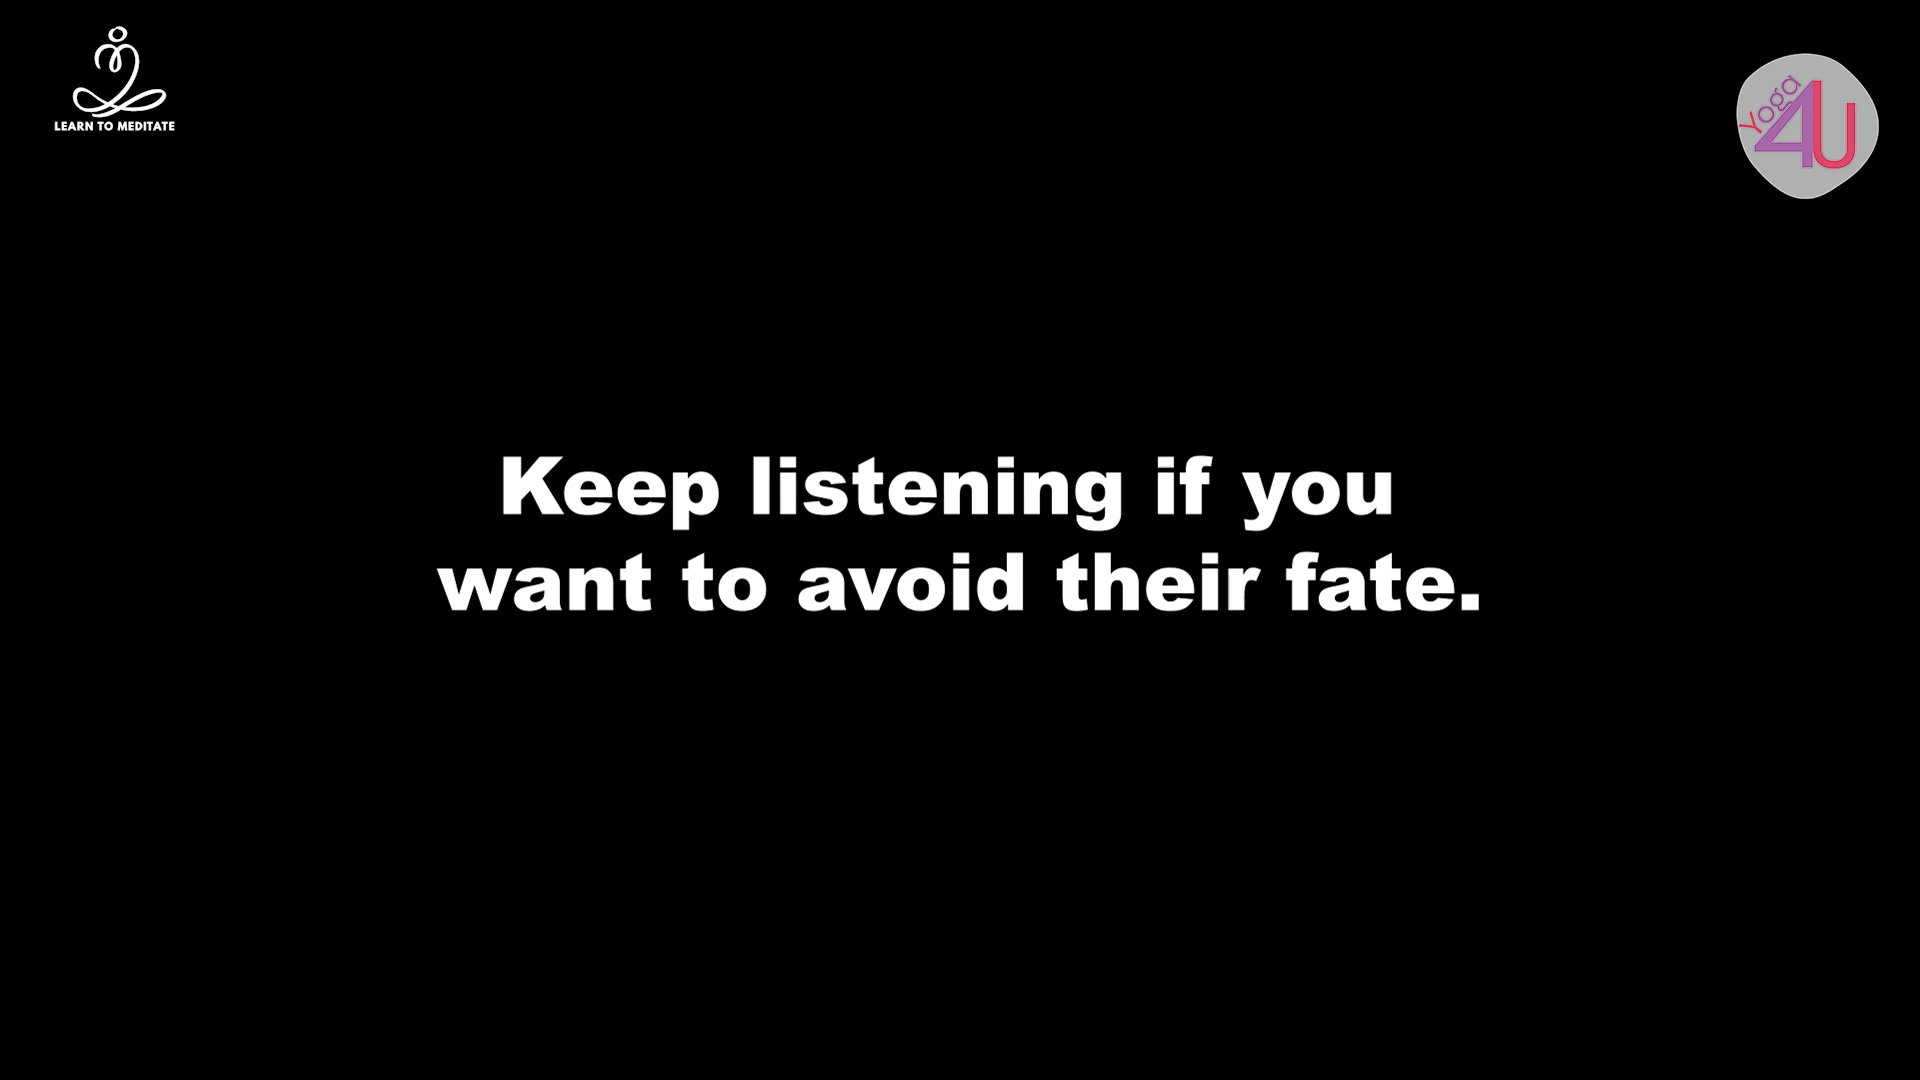 LEARN TO MEDITATE
Yoga
4U
Keep listening if you
want to avoid their fate.